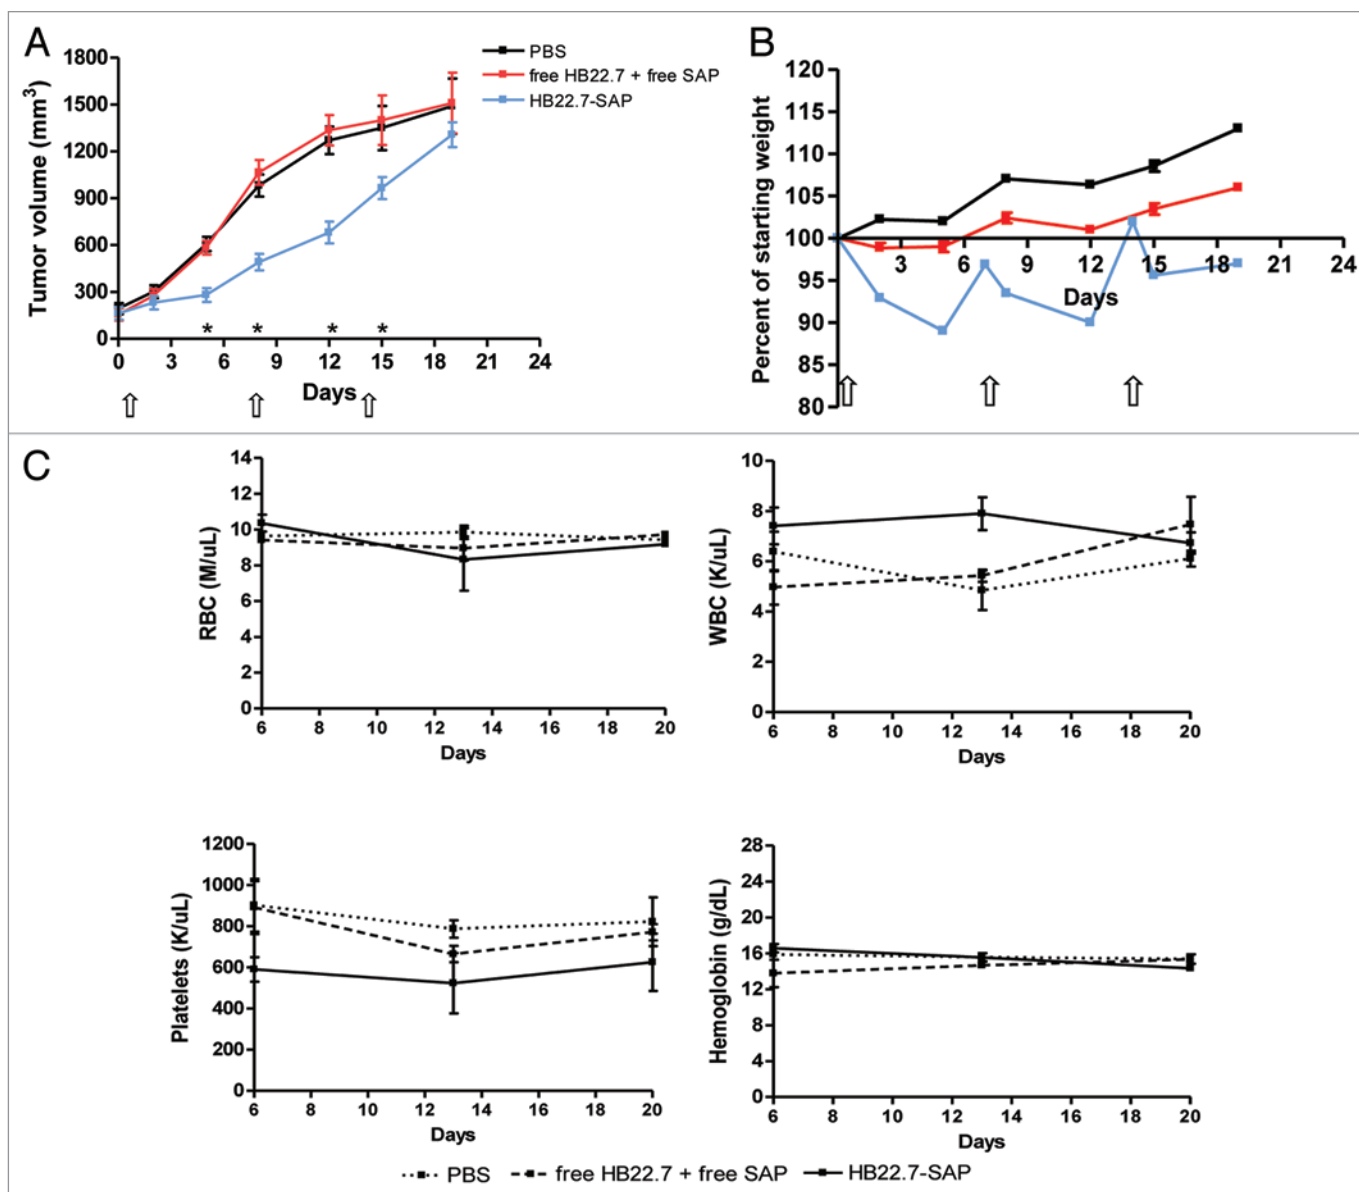 A
Tumor volume (mm³)
1800
1500
1200
900
600
300
0
* * * *
0 3 6 9 12 15 18 21 24
Days
PBS
free HB22.7 + free SAP
HB22.7-SAP
B
Percent of starting weight
120
115
110
105
100
95
90
85
80
3 6 9 12 15 18 21 24
Days
C
RBC (M/uL)
14
12
10
8
6
4
2
0
6 8 10 12 14 16 18 20
Days
WBC (K/uL)
10
8
6
4
2
0
6 8 10 12 14 16 18 20
Days
Platelets (K/uL)
1200
1000
800
600
400
200
0
6 8 10 12 14 16 18 20
Days
Hemoglobin (g/dL)
28
24
20
16
12
8
4
0
6 8 10 12 14 16 18 20
Days
PBS free HB22.7 + free SAP HB22.7-SAP